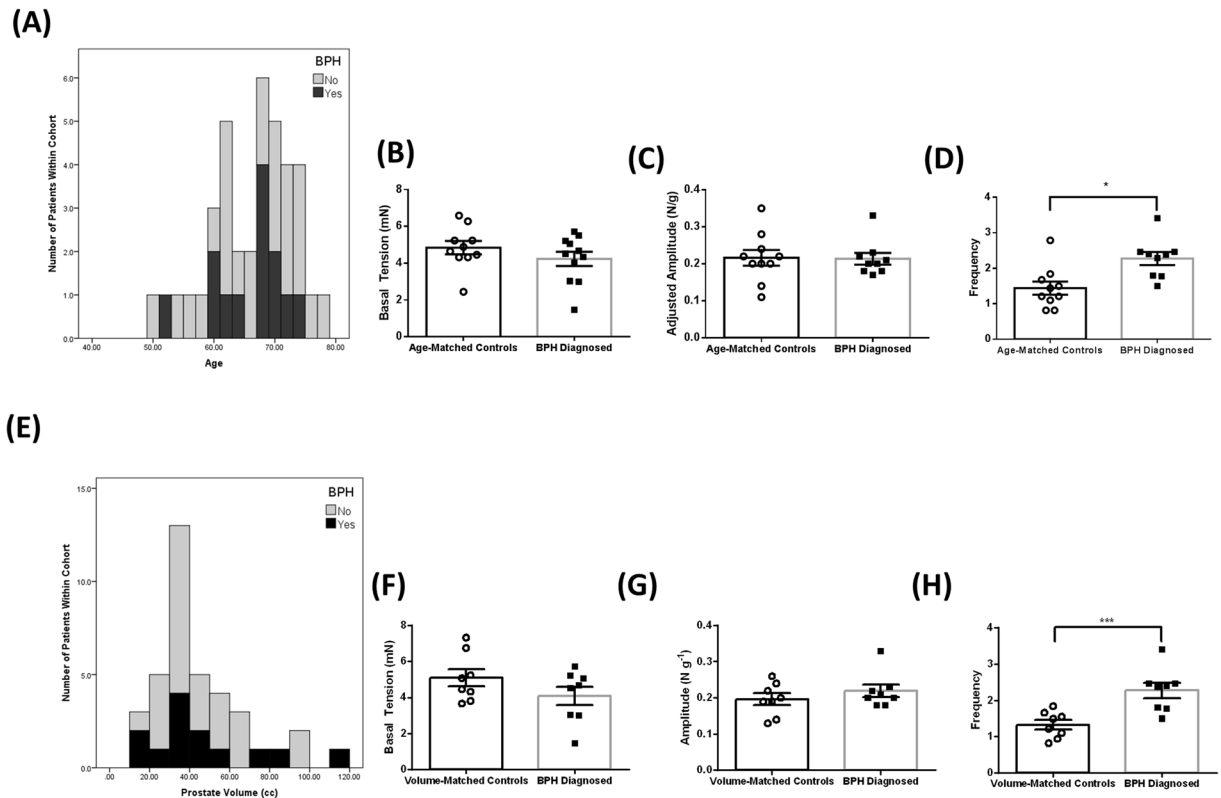 (A)
BPH
No
Yes
Number of Patients Within Cohort
6.0
5.0
4.0
3.0
2.0
1.0
0.0
40.00 50.00 60.00 70.00 80.00
Age
(B)
Basal Tension (mN)
8
6
4
2
0
Age-Matched Controls BPH Diagnosed
(C)
Adjusted Amplitude (N/g)
0.4
0.3
0.2
0.1
0.0
Age-Matched Controls BPH Diagnosed
(D)
*
Frequency
4
3
2
1
0
Age-Matched Controls BPH Diagnosed
(E)
BPH
No
Yes
Number of Patients Within Cohort
15.0
10.0
5.0
0.0
.00 20.00 40.00 60.00 80.00 100.00 120.00
Prostate Volume (cc)
(F)
Basal Tension (mN)
8
6
4
2
0
Volume-Matched Controls BPH Diagnosed
(G)
Amplitude (N g⁻¹)
0.4
0.3
0.2
0.1
0.0
Volume-Matched Controls BPH Diagnosed
(H)
***
Frequency
4
3
2
1
0
Volume-Matched Controls BPH Diagnosed